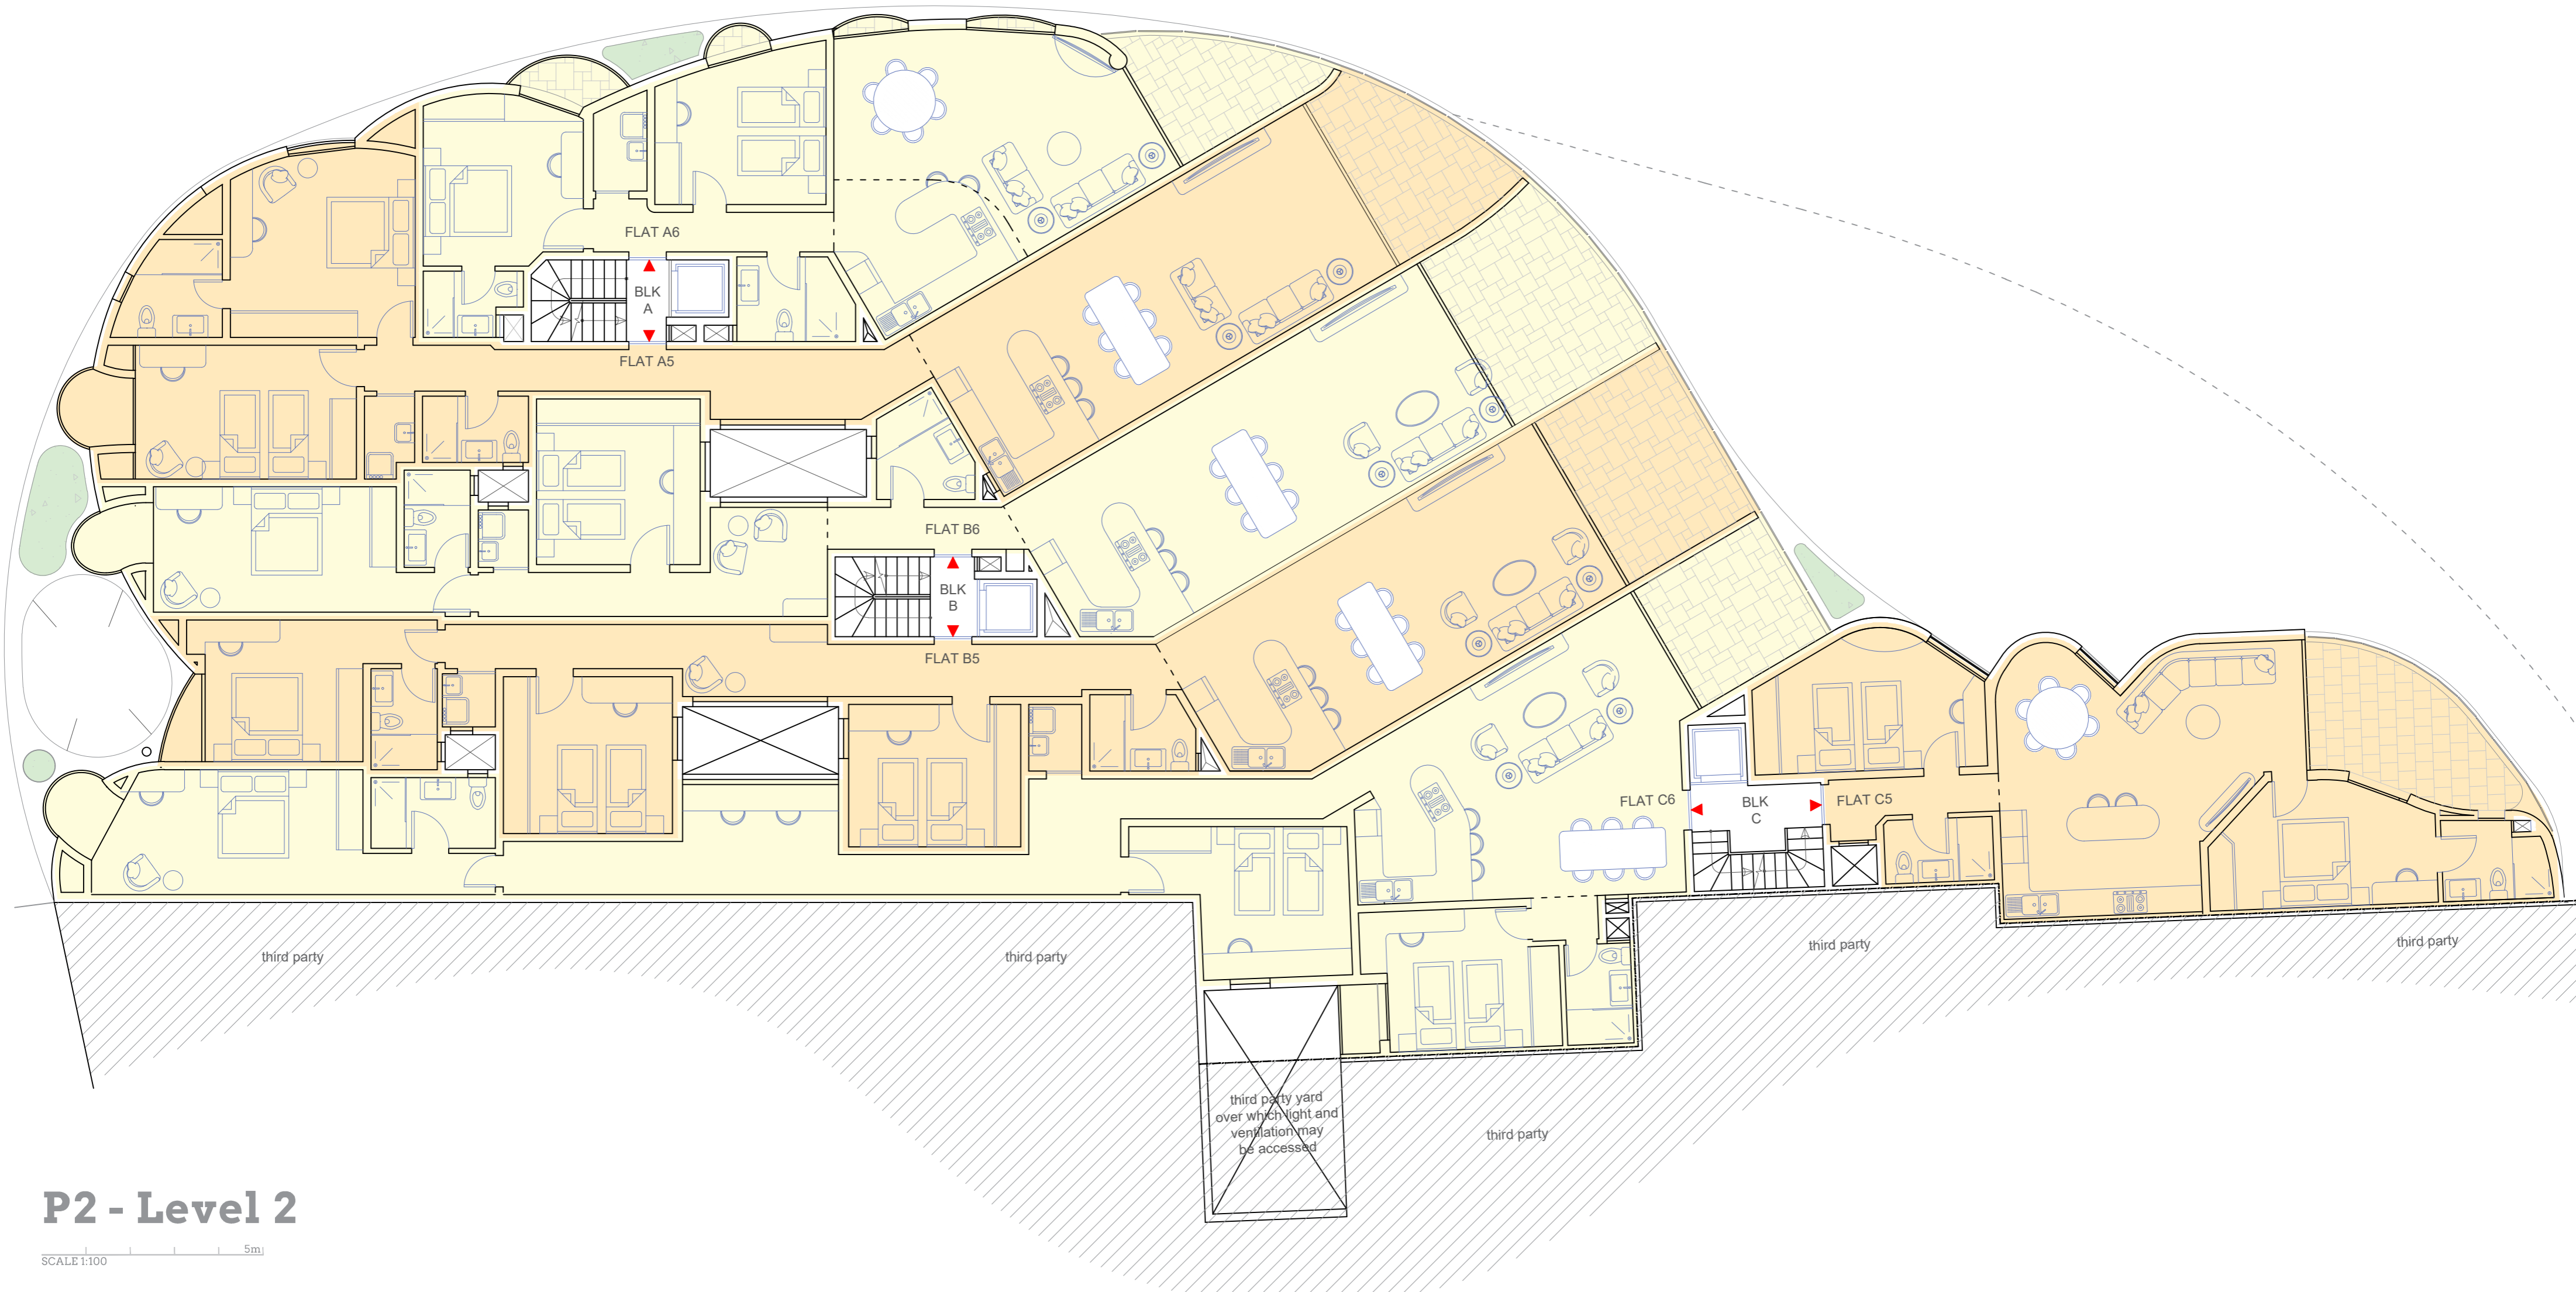 FLAT A6
BLK
A
FLAT A5
FLAT B6
BLK
B
FLAT B5
FLAT C6
BLK
C
FLAT C5
third party
third party
third party
third party
third party yard
over which light and
ventilation may
be accessed
third party
P2 - Level 2
5m
SCALE 1:100